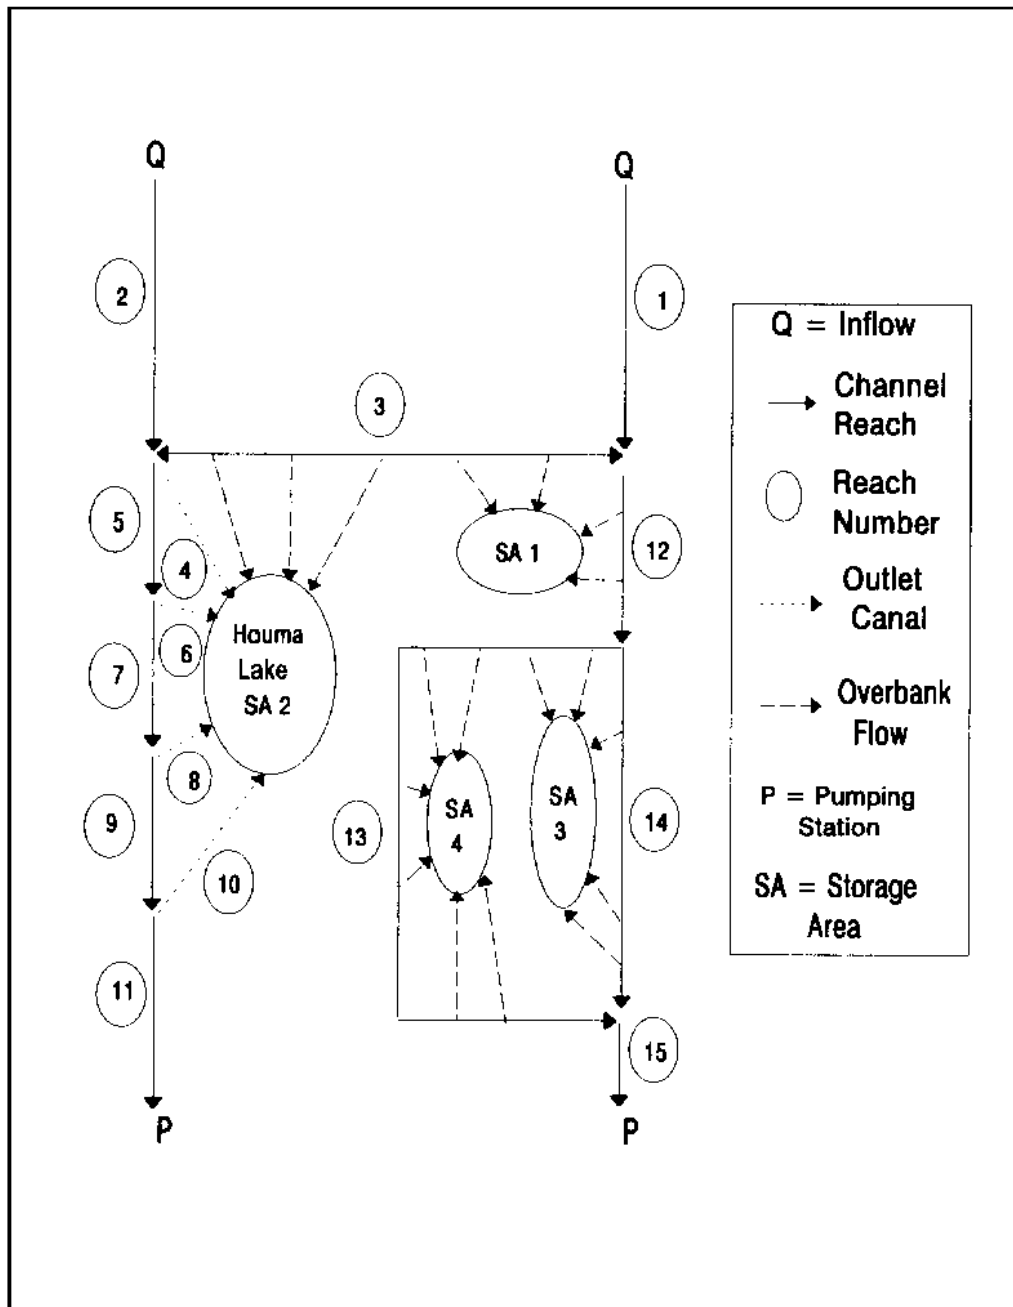 Q
Q
2
1
3
5
4
12
SA 1
6
7
Houma
Lake
SA 2
8
9
13
SA
4
SA
3
14
10
11
15
P
P
Q = Inflow
Channel
Reach
Reach
Number
Outlet
Canal
Overbank
Flow
P = Pumping
Station
SA = Storage
Area